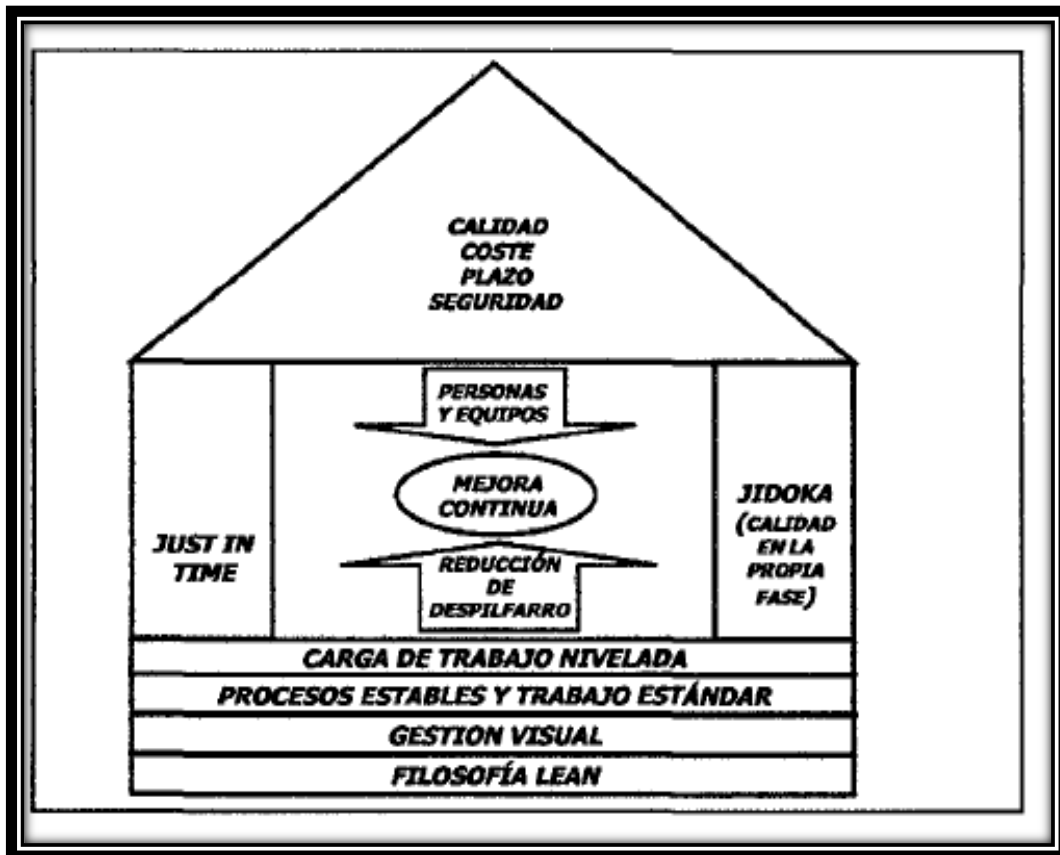 CALIDAD
COSTE
PLAZO
SEGURIDAD
PERSONAS
Y EQUIPOS
MEJORA
CONTINUA
REDUCCIÓN
DE
DESPILFARRO
JUST IN
TIME
JIDOKA
(CALIDAD
EN LA
PROPIA
FASE)
CARGA DE TRABAJO NIVELADA
PROCESOS ESTABLES Y TRABAJO ESTÁNDAR
GESTION VISUAL
FILOSOFÍA LEAN